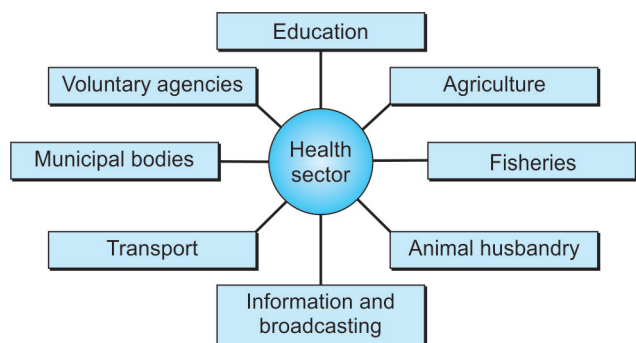 Education
Voluntary agencies
Agriculture
Municipal bodies
Health
sector
Fisheries
Transport
Animal husbandry
Information and
broadcasting